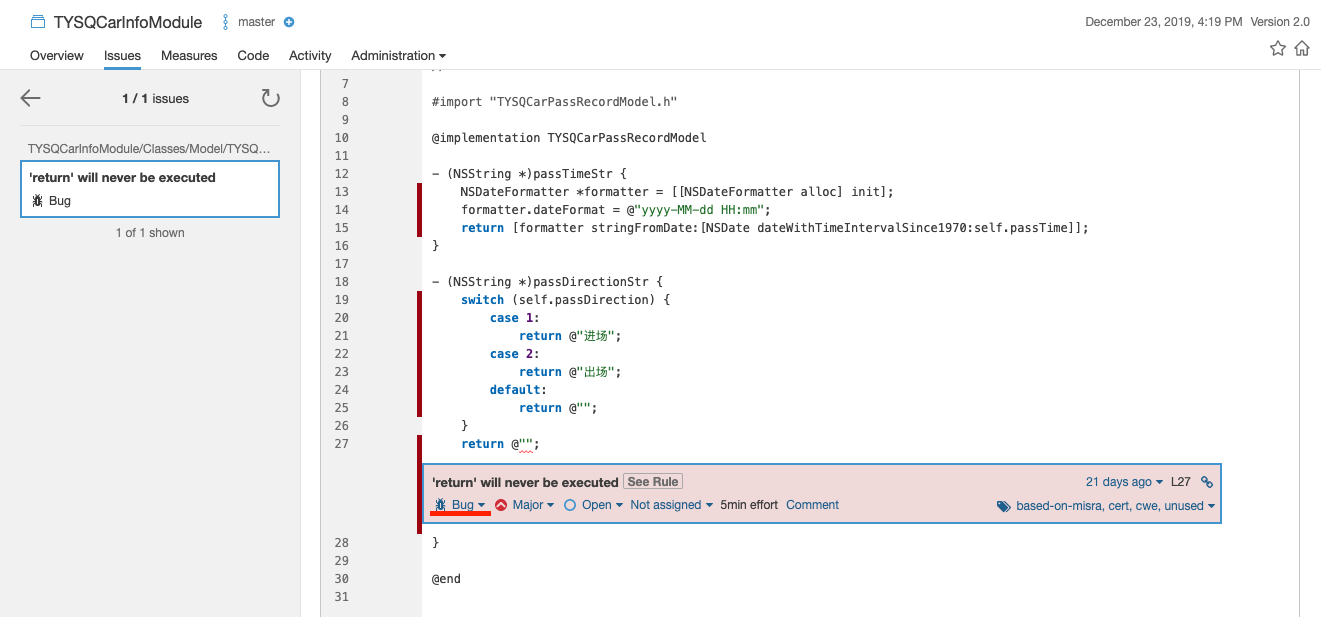 TYSQCarInfoModule master
December 23, 2019, 4:19 PM Version 2.0
Overview Issues Measures Code Activity Administration
1 / 1 issues
TYSQCarInfoModule/Classes/Model/TYSQ...
'return' will never be executed
Bug
1 of 1 shown
7
8 #import "TYSQCarPassRecordModel.h"
9
10 @implementation TYSQCarPassRecordModel
11
12 - (NSString *)passTimeStr {
13 NSDateFormatter *formatter = [[NSDateFormatter alloc] init];
14 formatter.dateFormat = @"yyyy-MM-dd HH:mm";
15 return [formatter stringFromDate:[NSDate dateWithTimeIntervalSince1970:self.passTime]];
16 }
17
18 - (NSString *)passDirectionStr {
19 switch (self.passDirection) {
20 case 1:
21 return @"进场";
22 case 2:
23 return @"出场";
24 default:
25 return @"";
26 }
27 return @"";
'return' will never be executed See Rule 21 days ago L27
Bug Major Open Not assigned 5min effort Comment based-on-misra, cert, cwe, unused
28 }
29
30 @end
31